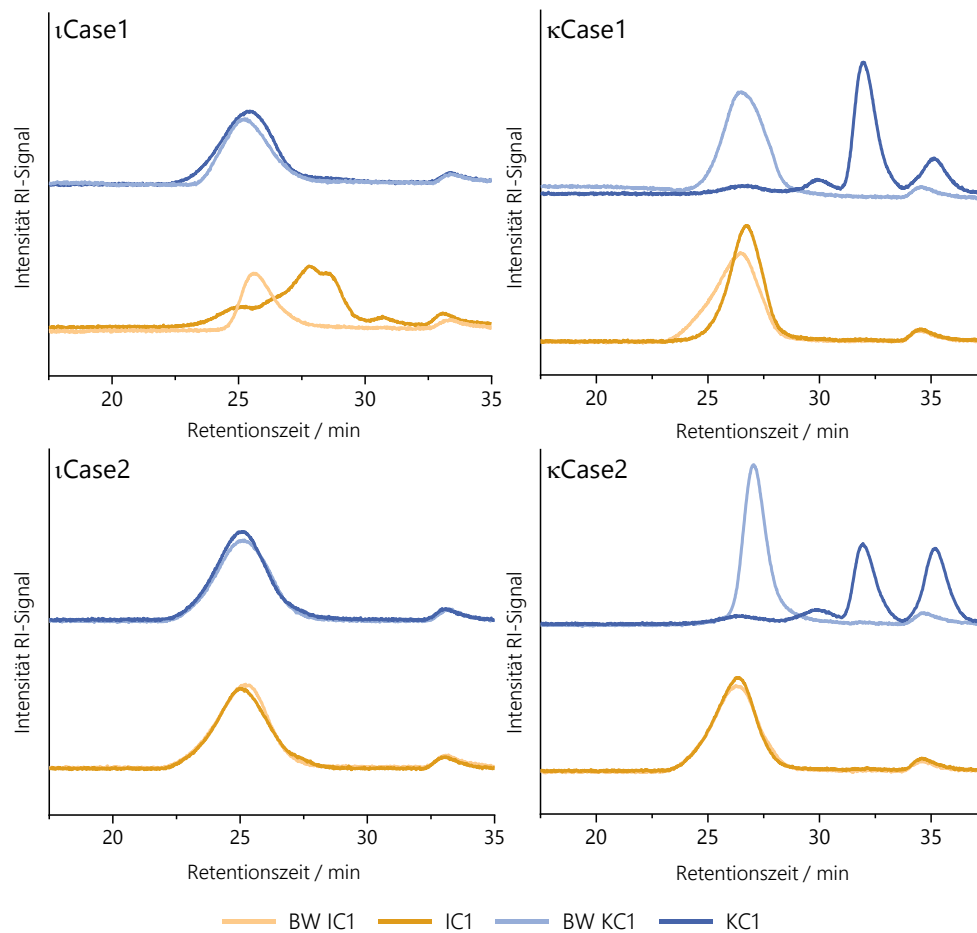 ιCase1
Intensität RI-Signal
20 25 30 35
Retentionszeit / min
κCase1
Intensität RI-Signal
20 25 30 35
Retentionszeit / min
ιCase2
Intensität RI-Signal
20 25 30 35
Retentionszeit / min
κCase2
Intensität RI-Signal
20 25 30 35
Retentionszeit / min
BW IC1 IC1 BW KC1 KC1